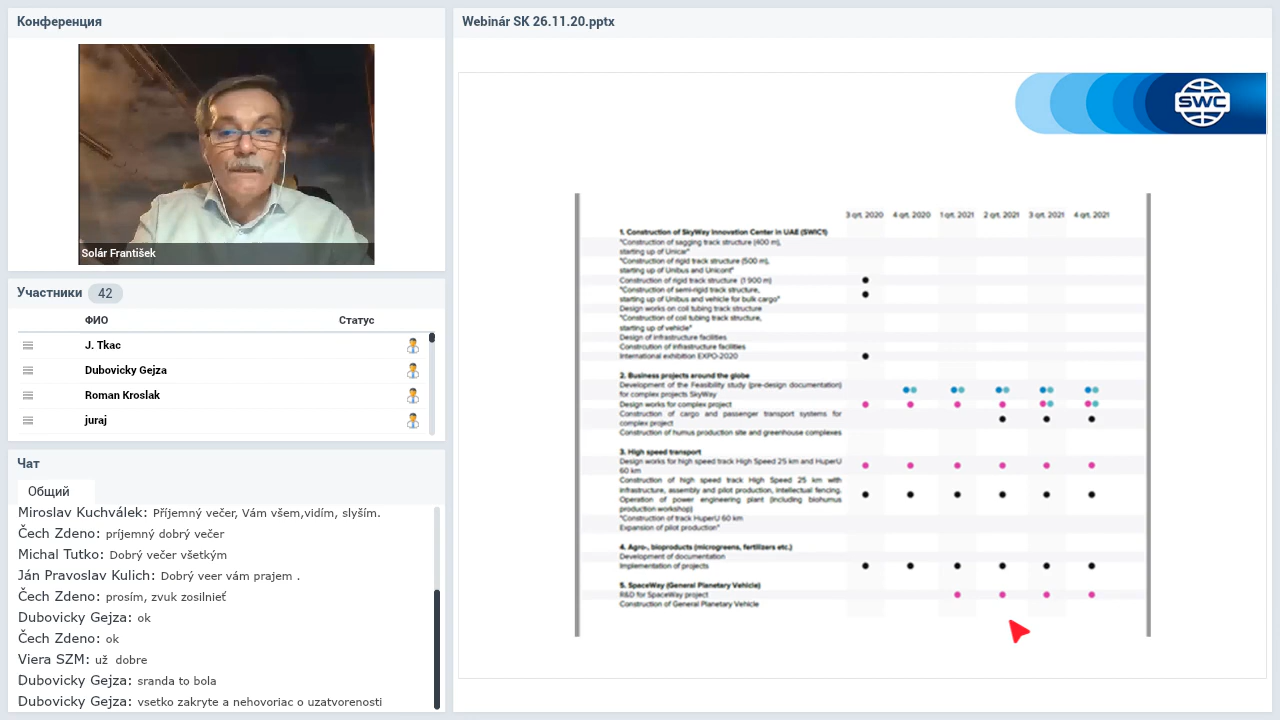 Конференция
Solár František
Участники 42
ФИО Статус
J. Tkac
Dubovicky Gejza
Roman Kroslak
juraj
Чат
Общий
Miroslav Kuchválek: Příjemný večer, Vám všem,vidím, slyším.
Čech Zdeno: príjemný dobrý večer
Michal Tutko: Dobrý večer všetkým
Ján Pravoslav Kulich: Dobrý veer vám prajem .
Čech Zdeno: prosím, zvuk zosilnieť
Dubovicky Gejza: ok
Čech Zdeno: ok
Viera SZM: už dobre
Dubovicky Gejza: sranda to bola
Dubovicky Gejza: vsetko zakryte a nehovoriac o uzatvorenosti
Webinár SK 26.11.20.pptx
SWC
3 qrt. 2020 4 qrt. 2020 1 qrt. 2021 2 qrt. 2021 3 qrt. 2021 4 qrt. 2021
1. Construction of SkyWay Innovation Center in UAE (SWIC1)
"Construction of sagging track structure (400 m),
starting up of Unicar"
"Construction of rigid track structure (500 m),
starting up of Unibus and Unicont"
Construction of rigid track structure (1 900 m)
"Construction of semi-rigid track structure,
starting up of Unibus and vehicle for bulk cargo"
Design works on coil tubing track structure
"Construction of coil tubing track structure,
starting up of vehicle"
Design of infrastructure facilities
Constrcution of infrastructure facilities
International exhibition EXPO-2020
2. Business projects around the globe
Development of the Feasibility study (pre-design documentation)
for complex projects SkyWay
Design works for complex project
Construction of cargo and passenger transport systems for
complex project
Construction of humus production site and greenhouse complexes
3. High speed transport
Design works for high speed track High Speed 25 km and HuperU
60 km
Construction of high speed track High Speed 25 km with
infrastructure, assembly and pilot production, intellectual fencing.
Operation of power engineering plant (including biohumus
production workshop)
"Construction of track HuperU 60 km
Expansion of pilot production"
4. Agro-, bioproducts (microgreens, fertilizers etc.)
Development of documentation
Implementation of projects
5. SpaceWay (General Planetary Vehicle)
R&D for SpaceWay project
Construction of General Planetary Vehicle